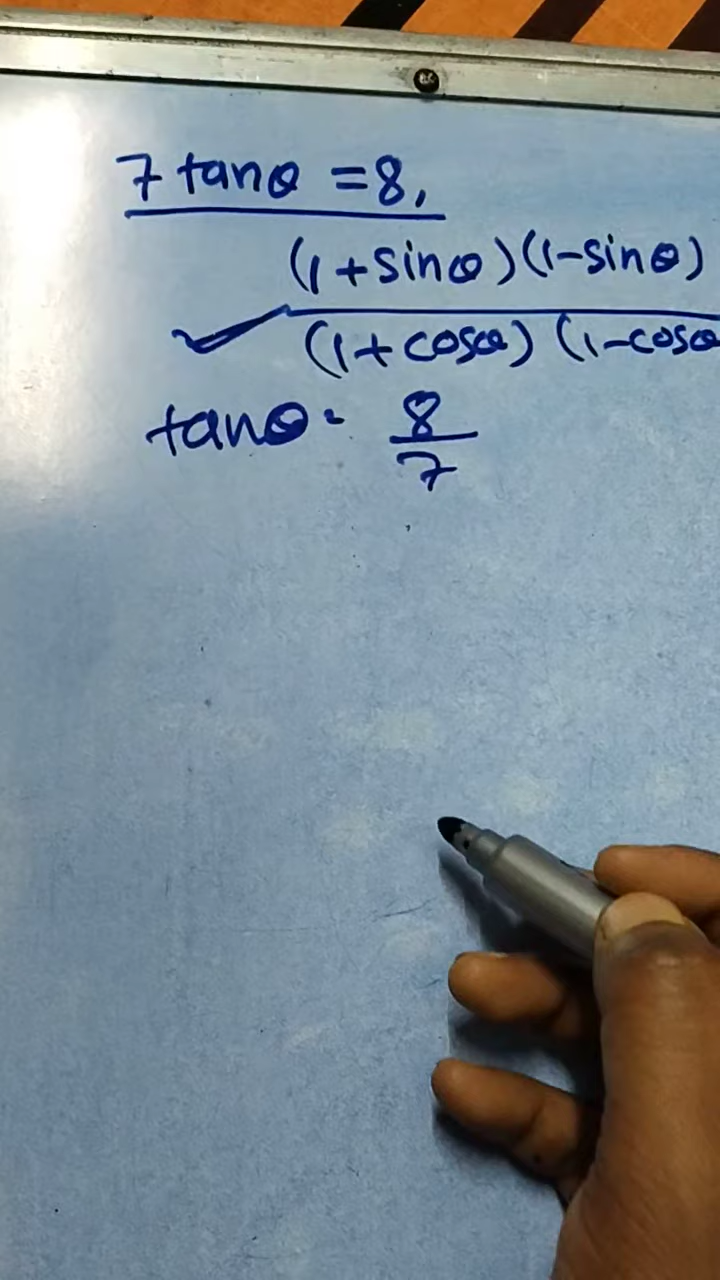 7 tanθ = 8,
(1+sinθ)(1-sinθ)
(1+cosθ) (1-cosθ
tanθ = 8/7